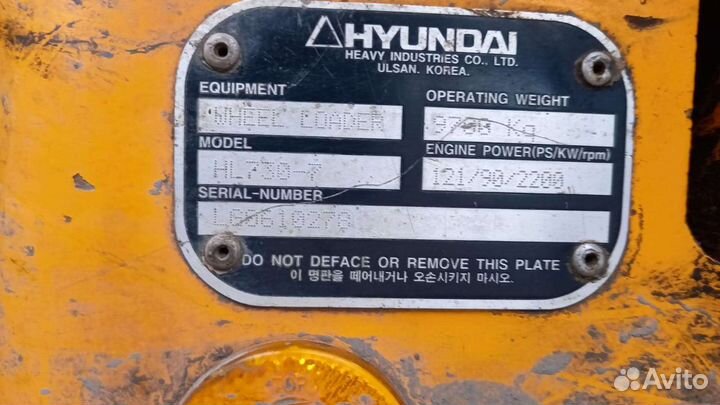 HYUNDAI
HEAVY INDUSTRIES CO., LTD.
ULSAN. KOREA.
EQUIPMENT
WHEEL LOADER
OPERATING WEIGHT
9700 Kg
MODEL
HL730-7
ENGINE POWER(PS/KW/rpm)
121/90/2200
SERIAL-NUMBER
DO NOT DEFACE OR REMOVE THIS PLATE
이 명판을 떼어내거나 오손시키지 마시오.
Avito